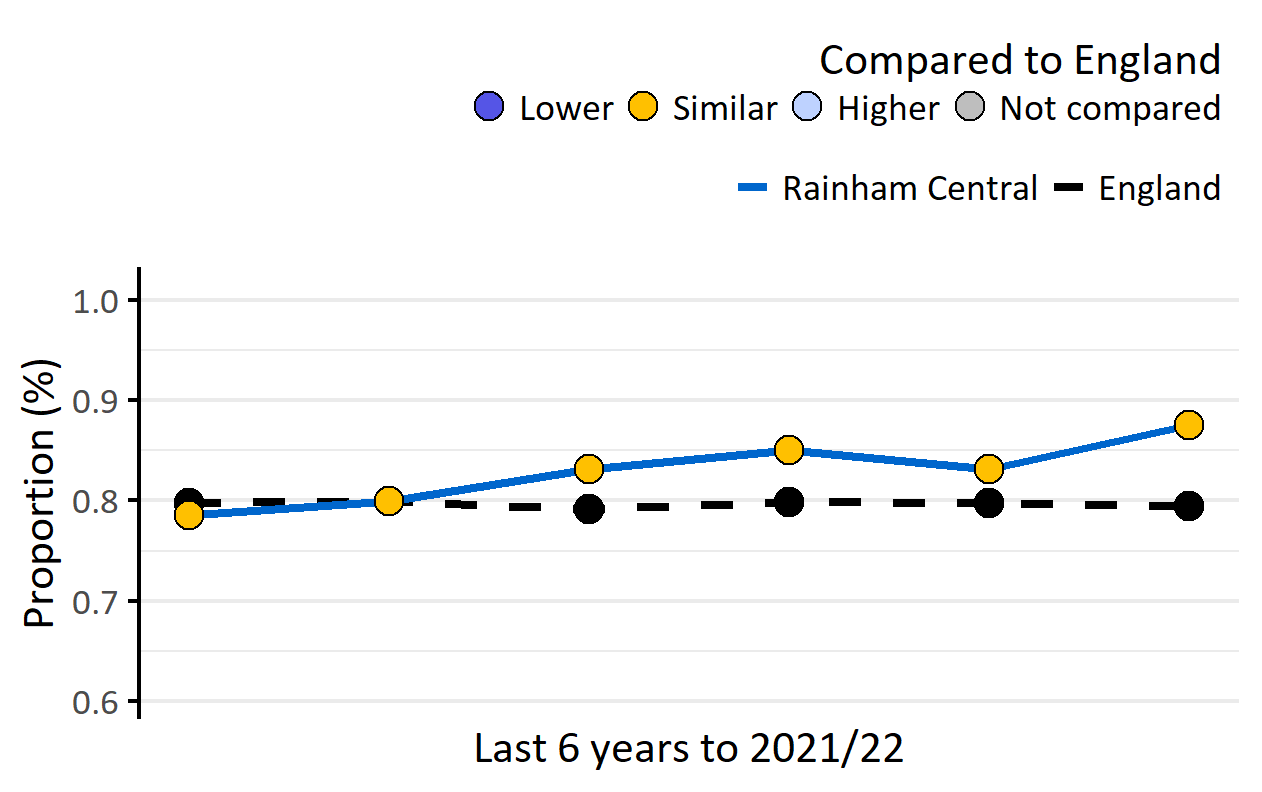 Compared to England
Lower Similar Higher Not compared
Rainham Central England
Proportion (%)
1.0
0.9
0.8
0.7
0.6
Last 6 years to 2021/22